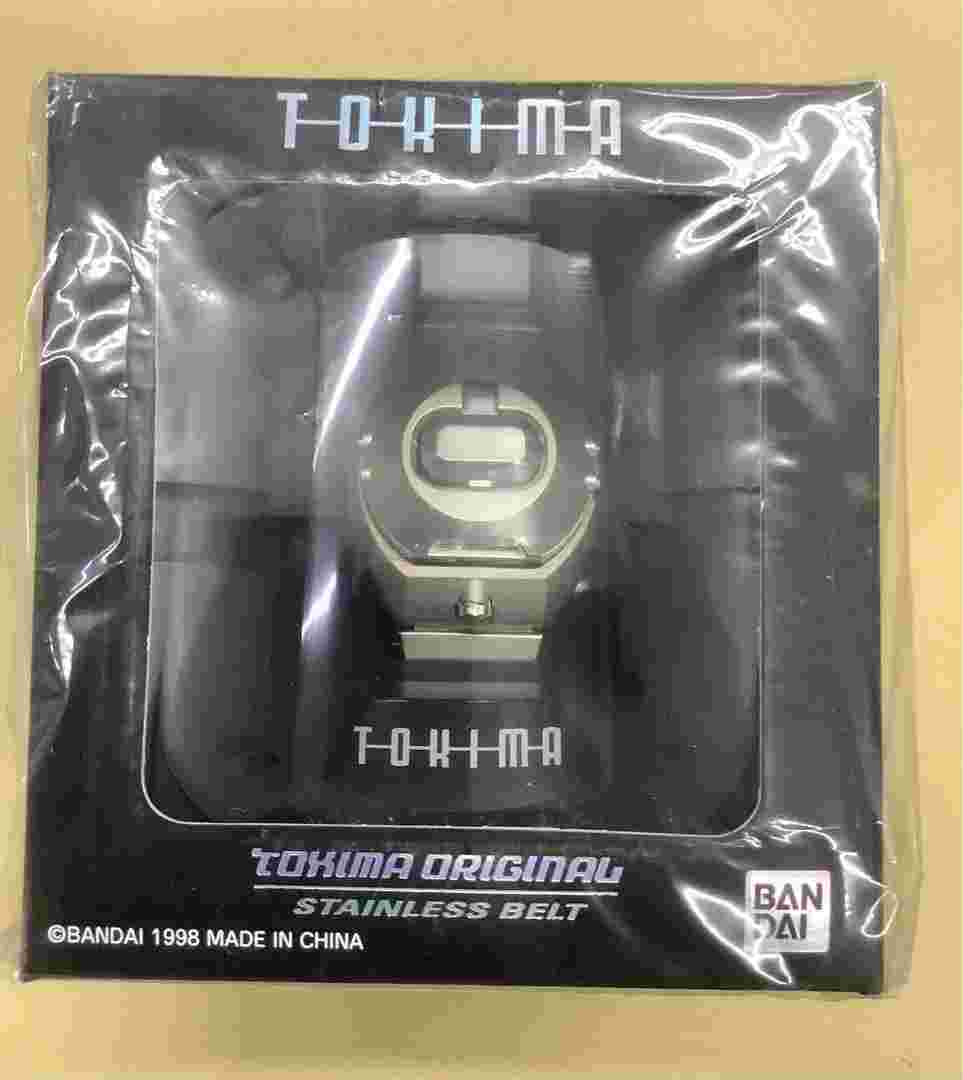 TOKIMA
TOKIMA
TOKIMA ORIGINAL
STAINLESS BELT
©BANDAI 1998 MADE IN CHINA
BAN
DAI